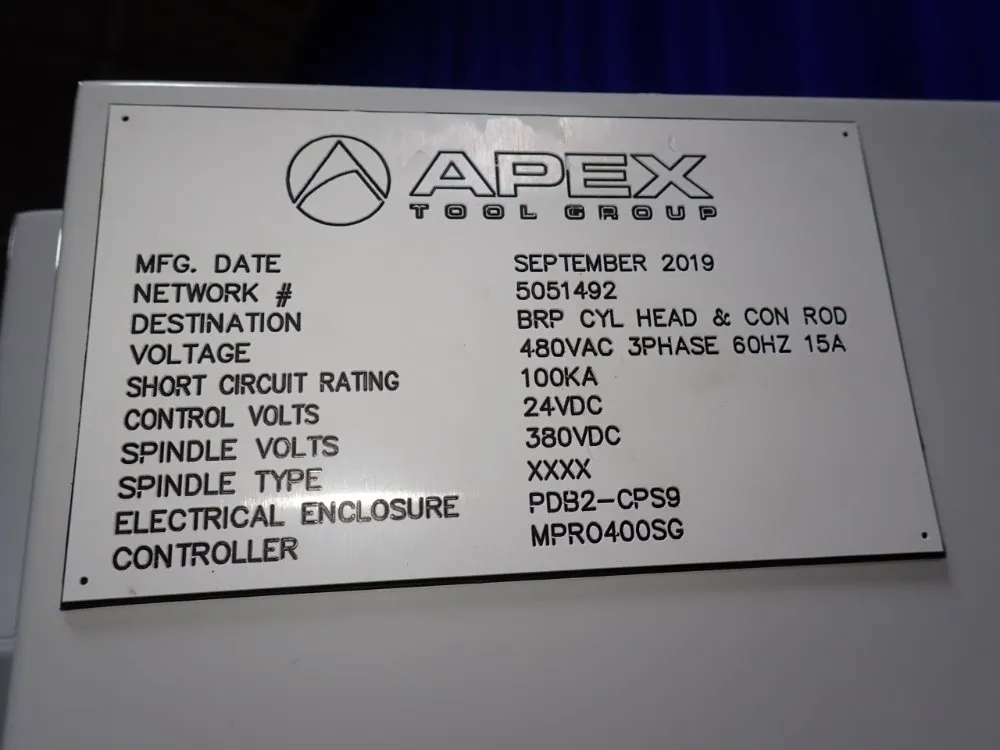 APEX
TOOL GROUP
MFG. DATE SEPTEMBER 2019
NETWORK # 5051492
DESTINATION BRP CYL HEAD & CON ROD
VOLTAGE 480VAC 3PHASE 60HZ 15A
SHORT CIRCUIT RATING 100KA
CONTROL VOLTS 24VDC
SPINDLE VOLTS 380VDC
SPINDLE TYPE XXXX
ELECTRICAL ENCLOSURE PDB2-CPS9
CONTROLLER MPRO400SG